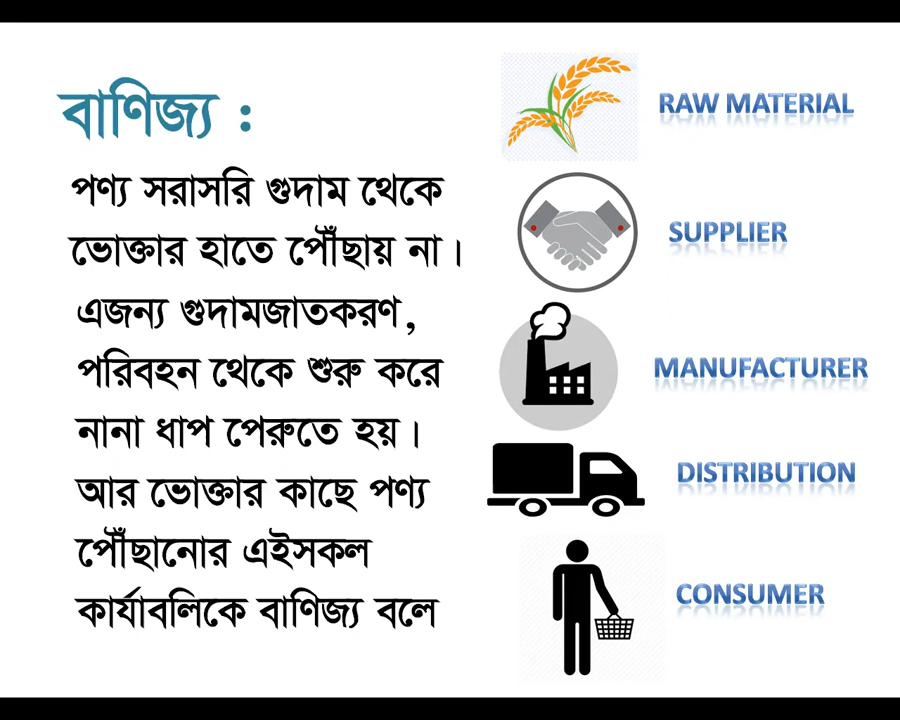 বাণিজ্য :
পণ্য সরাসরি গুদাম থেকে
ভোক্তার হাতে পৌঁছায় না।
এজন্য গুদামজাতকরণ,
পরিবহন থেকে শুরু করে
নানা ধাপ পেরুতে হয়।
আর ভোক্তার কাছে পণ্য
পৌঁছানোর এইসকল
কার্যাবলিকে বাণিজ্য বলে
RAW MATERIAL
SUPPLIER
MANUFACTURER
DISTRIBUTION
CONSUMER